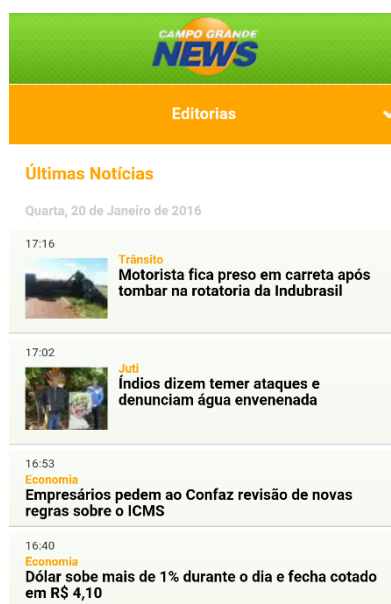 CAMPO GRANDE
NEWS
Editorias
Últimas Notícias
Quarta, 20 de Janeiro de 2016
17:16
Trânsito
Motorista fica preso em carreta após
tombar na rotatoria da Indubrasil
17:02
Juti
Índios dizem temer ataques e
denunciam água envenenada
16:53
Economia
Empresários pedem ao Confaz revisão de novas
regras sobre o ICMS
16:40
Economia
Dólar sobe mais de 1% durante o dia e fecha cotado
em R$ 4,10